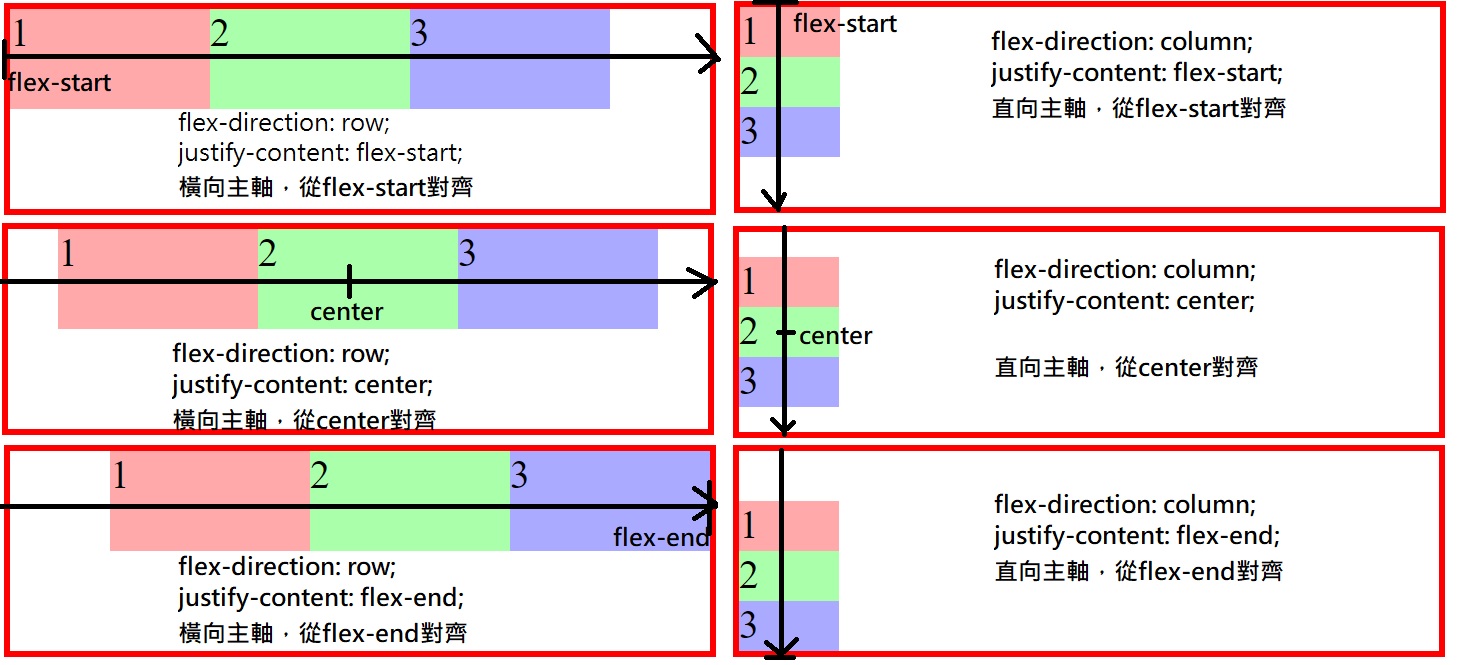 1 2 3
flex-start
flex-direction: row;
justify-content: flex-start;
橫向主軸，從flex-start對齊
1 flex-start
2
3
flex-direction: column;
justify-content: flex-start;
直向主軸，從flex-start對齊
1 2 3
center
flex-direction: row;
justify-content: center;
橫向主軸，從center對齊
1
2 center
3
flex-direction: column;
justify-content: center;
直向主軸，從center對齊
1 2 3
flex-end
flex-direction: row;
justify-content: flex-end;
橫向主軸，從flex-end對齊
1
2
3
flex-direction: column;
justify-content: flex-end;
直向主軸，從flex-end對齊